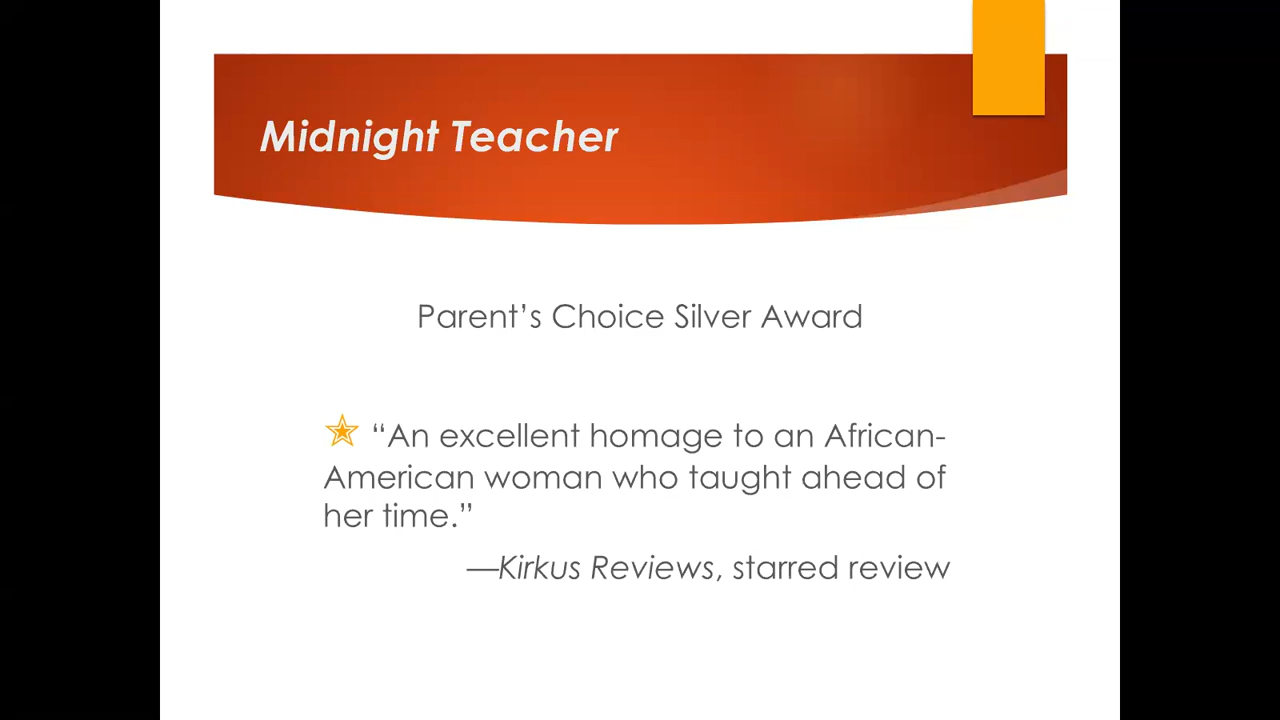 Midnight Teacher
Parent’s Choice Silver Award
“An excellent homage to an African-
American woman who taught ahead of
her time.”
—Kirkus Reviews, starred review